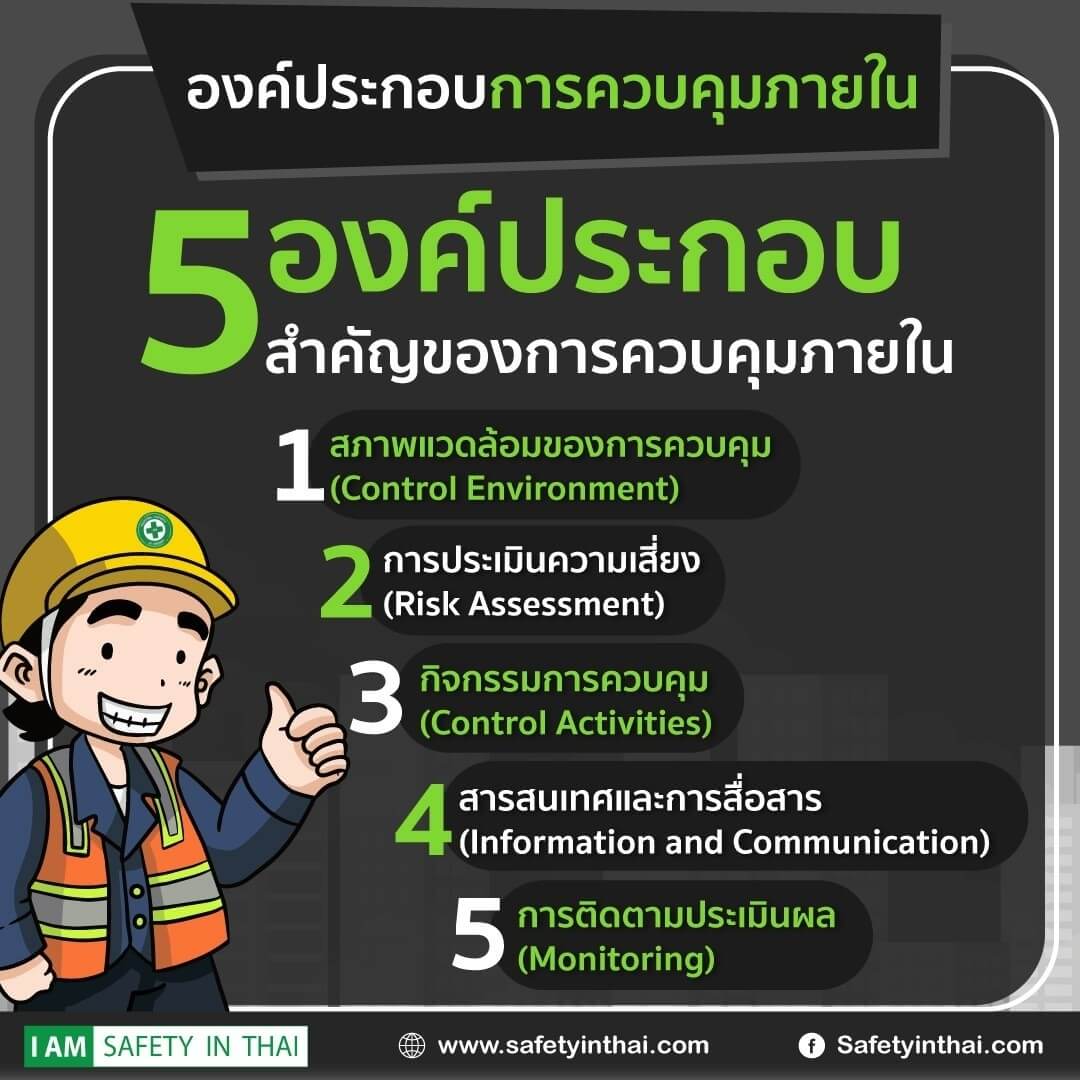 องค์ประกอบการควบคุมภายใน
5 องค์ประกอบ
สำคัญของการควบคุมภายใน
1 สภาพแวดล้อมของการควบคุม
(Control Environment)
2 การประเมินความเสี่ยง
(Risk Assessment)
3 กิจกรรมการควบคุม
(Control Activities)
4 สารสนเทศและการสื่อสาร
(Information and Communication)
5 การติดตามประเมินผล
(Monitoring)
I AM SAFETY IN THAI
www.safetyinthai.com
Safetyinthai.com